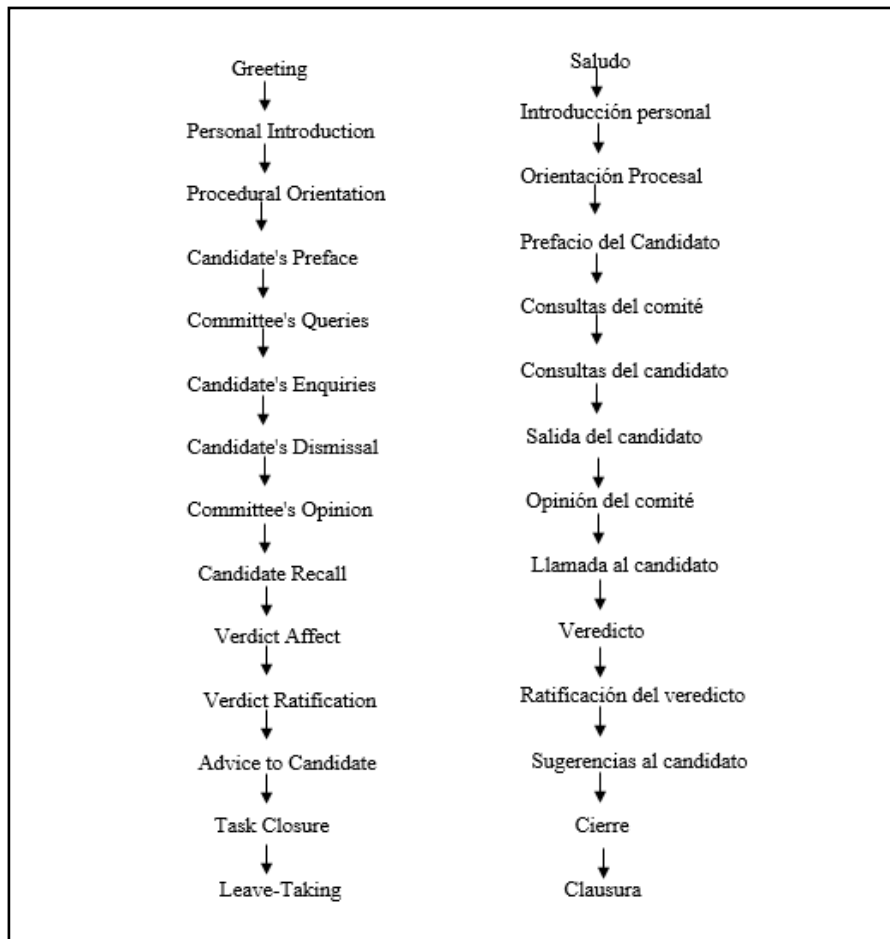 Greeting
Personal Introduction
Procedural Orientation
Candidate's Preface
Committee's Queries
Candidate's Enquiries
Candidate's Dismissal
Committee's Opinion
Candidate Recall
Verdict Affect
Verdict Ratification
Advice to Candidate
Task Closure
Leave-Taking
Saludo
Introducción personal
Orientación Procesal
Prefacio del Candidato
Consultas del comité
Consultas del candidato
Salida del candidato
Opinión del comité
Llamada al candidato
Veredicto
Ratificación del veredicto
Sugerencias al candidato
Cierre
Clausura